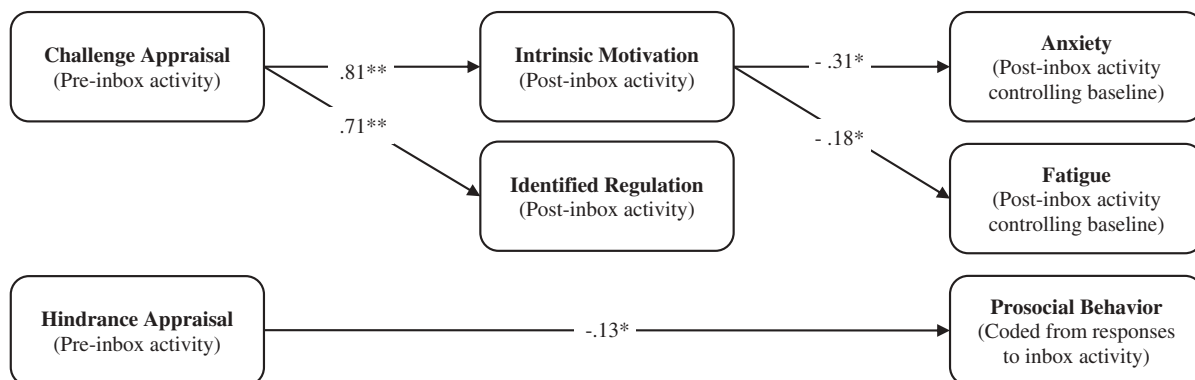 Challenge Appraisal
(Pre-inbox activity)
.81**
.71**
Intrinsic Motivation
(Post-inbox activity)
- .31*
- .18*
Anxiety
(Post-inbox activity
controlling baseline)
Identified Regulation
(Post-inbox activity)
Fatigue
(Post-inbox activity
controlling baseline)
Hindrance Appraisal
(Pre-inbox activity)
-.13*
Prosocial Behavior
(Coded from responses
to inbox activity)